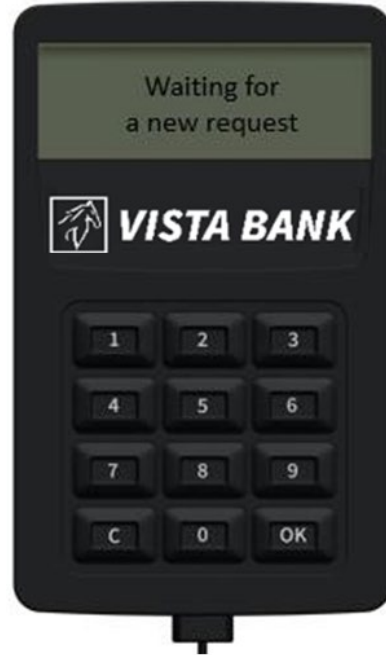 Waiting for
a new request
VISTA BANK
1 2 3
4 5 6
7 8 9
C 0 OK